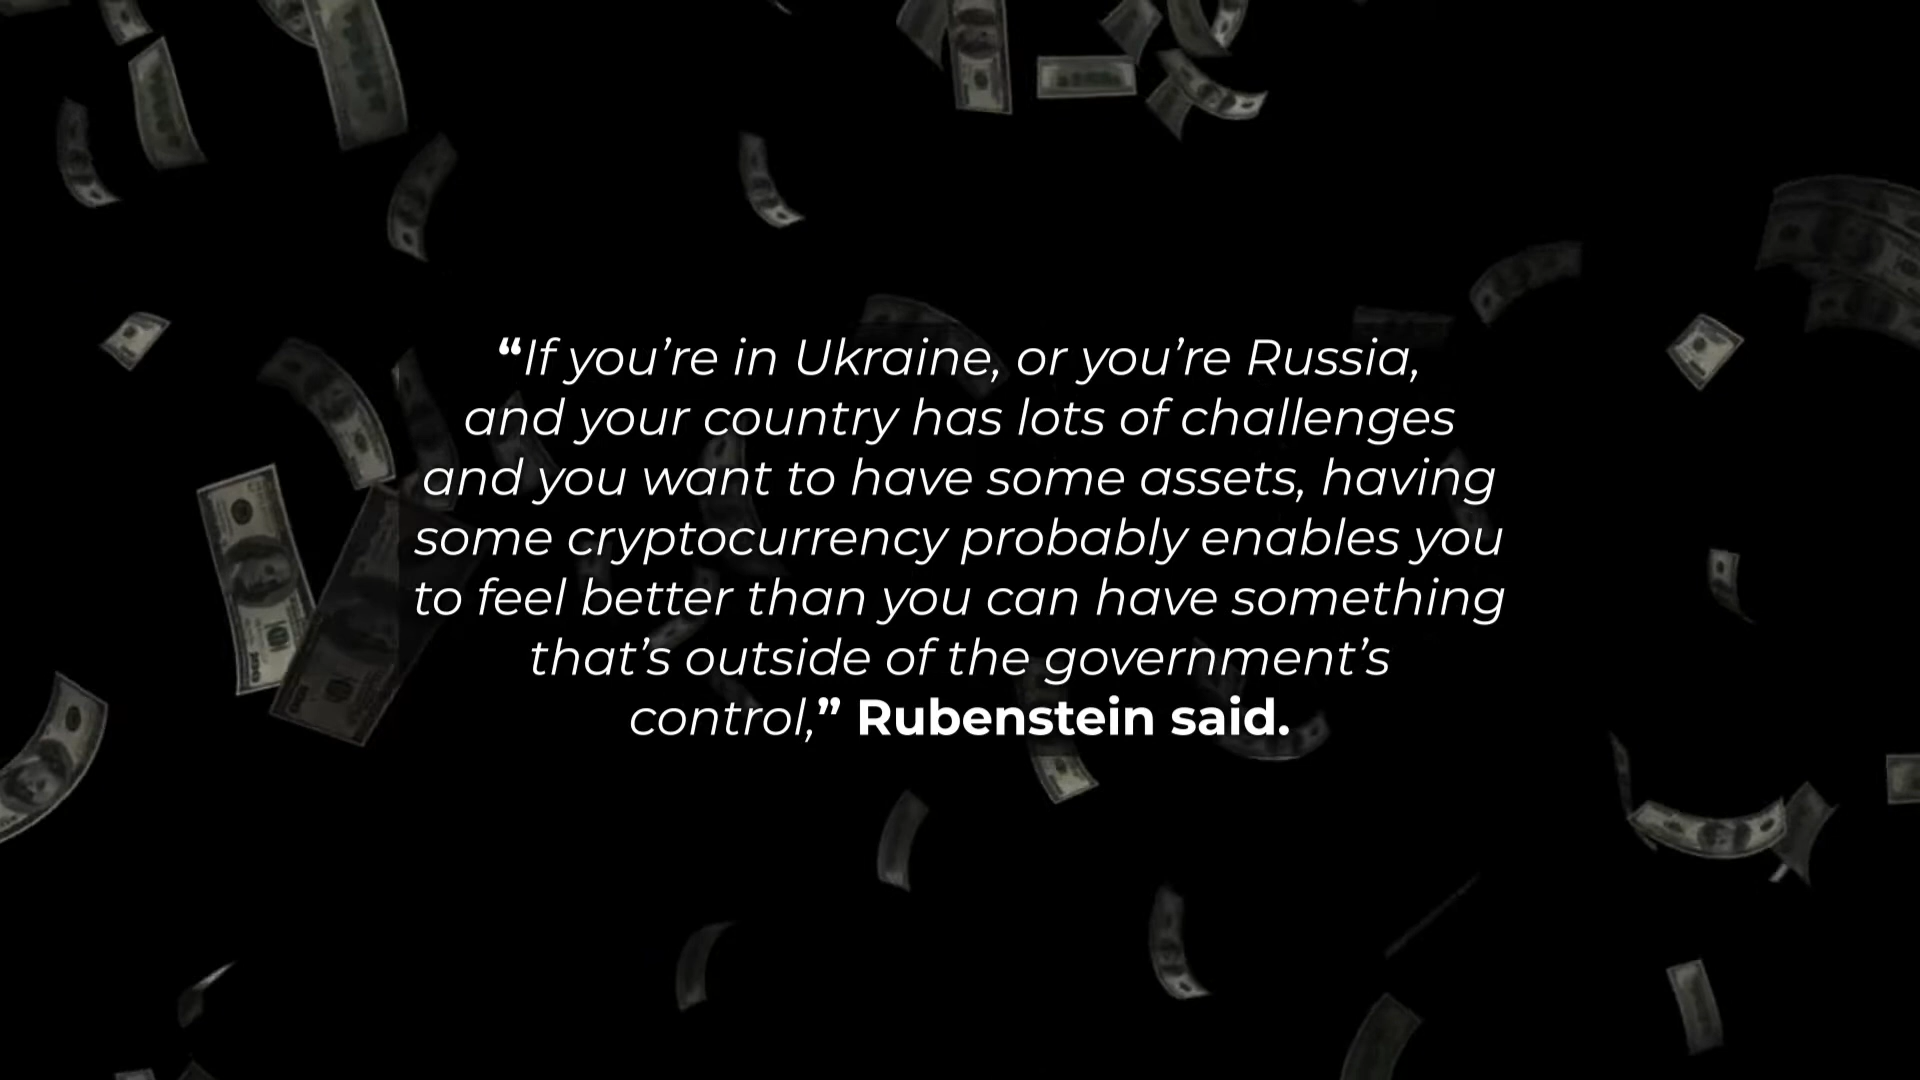 “If you’re in Ukraine, or you’re Russia,
and your country has lots of challenges
and you want to have some assets, having
some cryptocurrency probably enables you
to feel better than you can have something
that’s outside of the government’s
control,” Rubenstein said.